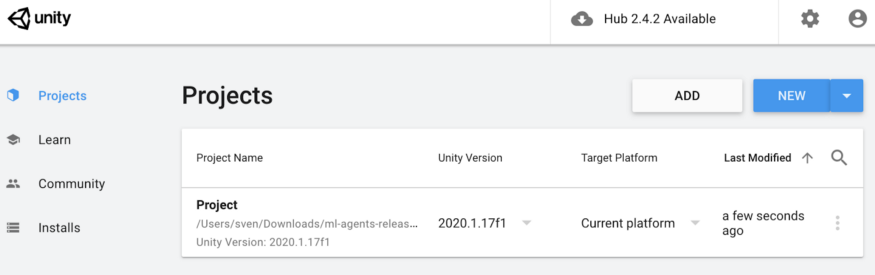 unity
Hub 2.4.2 Available
Projects
Learn
Community
Installs
Projects
ADD
NEW
Project Name
Unity Version
Target Platform
Last Modified
Project
/Users/sven/Downloads/ml-agents-releas...
Unity Version: 2020.1.17f1
2020.1.17f1
Current platform
a few seconds
ago